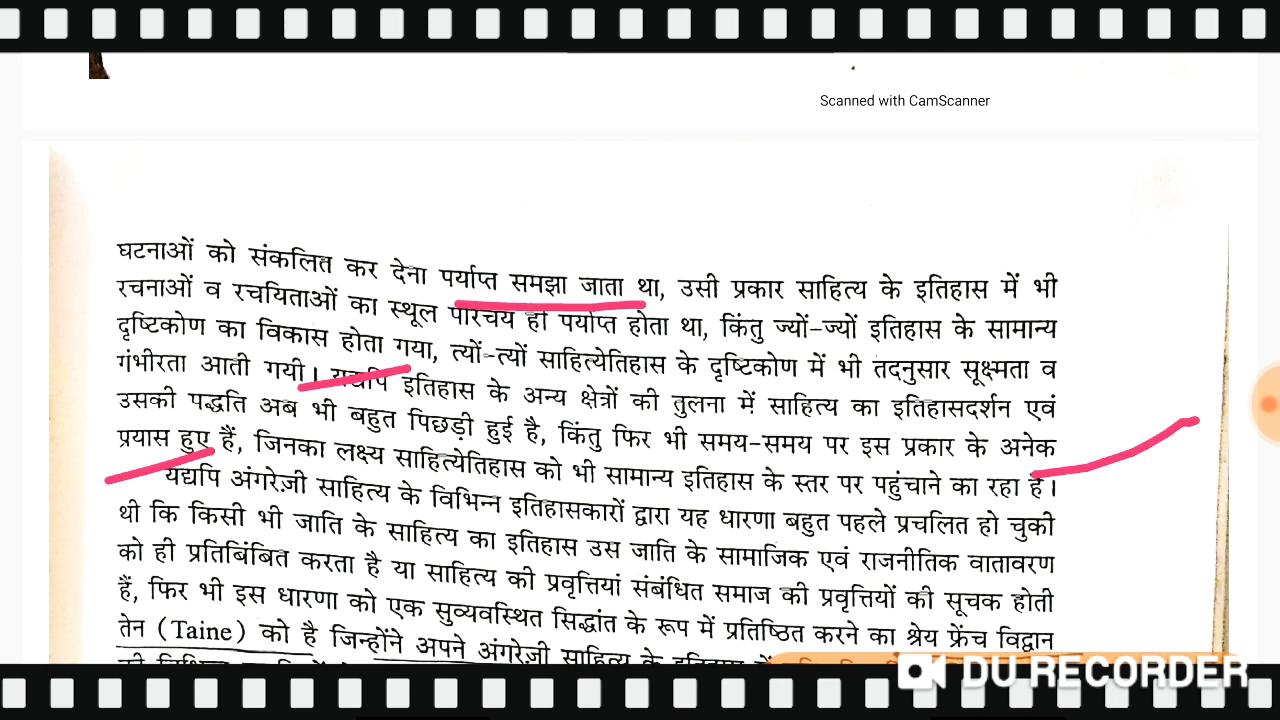 Scanned with CamScanner
घटनाओं को संकलित कर देना पर्याप्त समझा जाता था, उसी प्रकार साहित्य के इतिहास में भी
रचनाओं व रचयिताओं का स्थूल परिचय ही पर्याप्त होता था, किंतु ज्यों-ज्यों इतिहास के सामान्य
दृष्टिकोण का विकास होता गया, त्यों-त्यों साहित्येतिहास के दृष्टिकोण में भी तदनुसार सूक्ष्मता व
गंभीरता आती गयी। यद्यपि इतिहास के अन्य क्षेत्रों की तुलना में साहित्य का इतिहासदर्शन एवं
उसकी पद्धति अब भी बहुत पिछड़ी हुई है, किंतु फिर भी समय-समय पर इस प्रकार के अनेक
प्रयास हुए हैं, जिनका लक्ष्य साहित्येतिहास को भी सामान्य इतिहास के स्तर पर पहुंचाने का रहा है।
यद्यपि अंगरेज़ी साहित्य के विभिन्न इतिहासकारों द्वारा यह धारणा बहुत पहले प्रचलित हो चुकी
थी कि किसी भी जाति के साहित्य का इतिहास उस जाति के सामाजिक एवं राजनीतिक वातावरण
को ही प्रतिबिंबित करता है या साहित्य की प्रवृत्तियां संबंधित समाज की प्रवृत्तियों की सूचक होती
हैं, फिर भी इस धारणा को एक सुव्यवस्थित सिद्धांत के रूप में प्रतिष्ठित करने का श्रेय फ्रेंच विद्वान
तेन (Taine) को है जिन्होंने अपने अंगरेज़ी साहित्य के इतिहास में
DU RECORDER